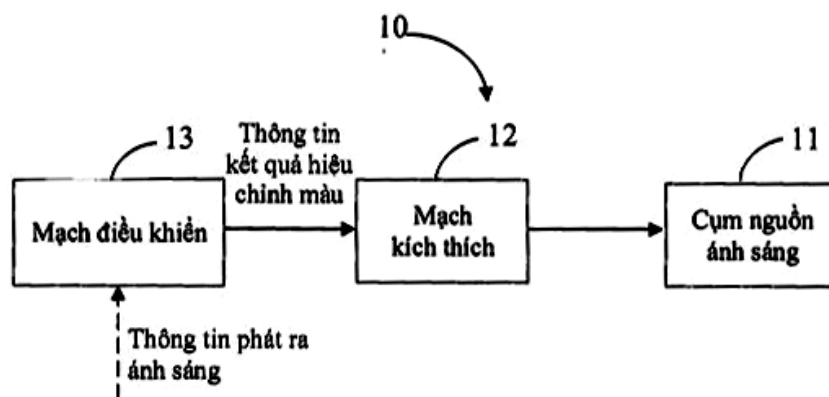 10
13
Thông tin
kết quả hiệu
chỉnh màu
12
11
Mạch điều khiển
Mạch
kích thích
Cụm nguồn
ánh sáng
Thông tin phát ra
ánh sáng